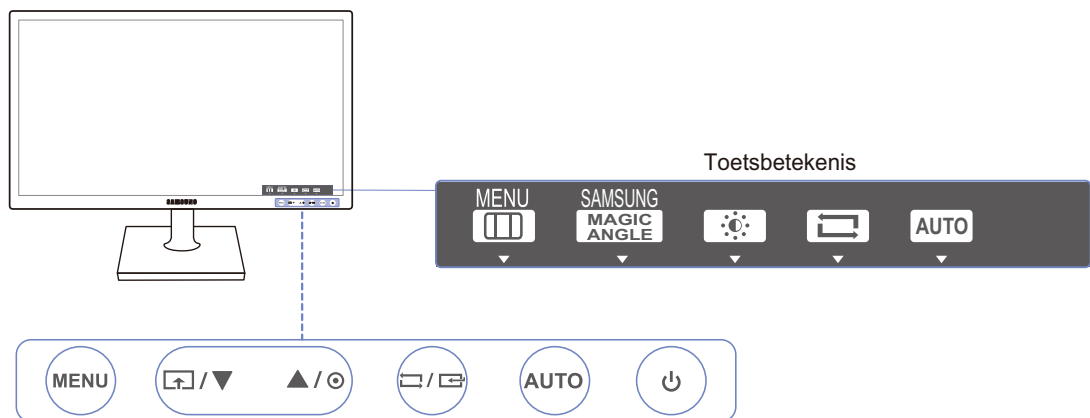 Toetsbetekenis
MENU
SAMSUNG
MAGIC
ANGLE
AUTO
SAMSUNG
MENU
AUTO